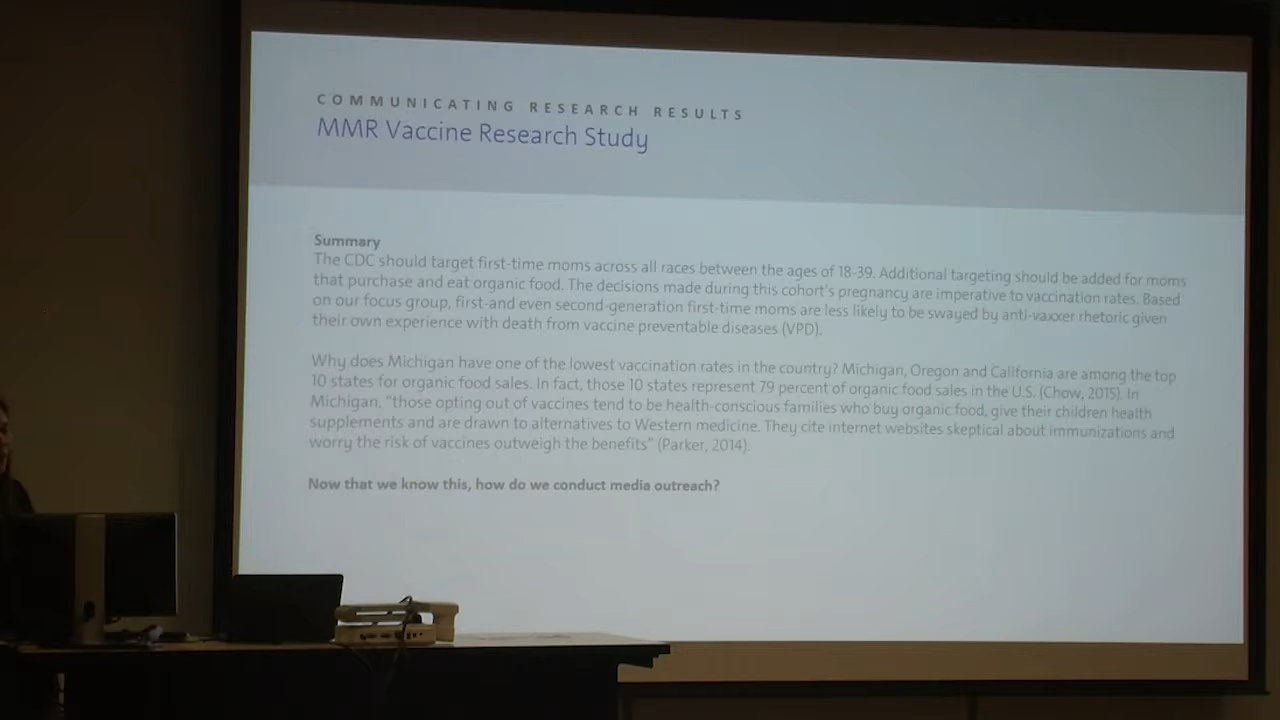 COMMUNICATING RESEARCH RESULTS
MMR Vaccine Research Study
Summary
The CDC should target first-time moms across all races between the ages of 18-39. Additional targeting should be added for moms
that purchase and eat organic food. The decisions made during this cohort's pregnancy are imperative to vaccination rates. Based
on our focus group, first-and even second-generation first-time moms are less likely to be swayed by anti-vaxxer rhetoric given
their own experience with death from vaccine preventable diseases (VPD).
Why does Michigan have one of the lowest vaccination rates in the country? Michigan, Oregon and California are among the top
10 states for organic food sales. In fact, those 10 states represent 79 percent of organic food sales in the U.S. (Chow, 2015). In
Michigan, "those opting out of vaccines tend to be health-conscious families who buy organic food, give their children health
supplements and are drawn to alternatives to Western medicine. They cite internet websites skeptical about immunizations and
worry the risk of vaccines outweigh the benefits" (Parker, 2014).
Now that we know this, how do we conduct media outreach?